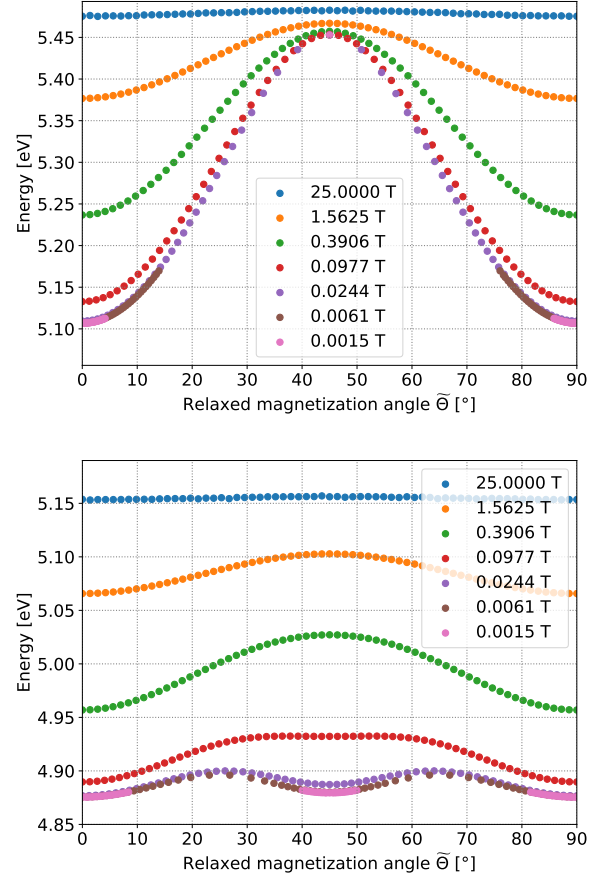 5.45
5.40
5.35
5.30
5.25
5.20
5.15
5.10
Energy [eV]
25.0000 T
1.5625 T
0.3906 T
0.0977 T
0.0244 T
0.0061 T
0.0015 T
0 10 20 30 40 50 60 70 80 90
Relaxed magnetization angle Θ̃ [°]
5.15
5.10
5.05
5.00
4.95
4.90
4.85
Energy [eV]
25.0000 T
1.5625 T
0.3906 T
0.0977 T
0.0244 T
0.0061 T
0.0015 T
0 10 20 30 40 50 60 70 80 90
Relaxed magnetization angle Θ̃ [°]